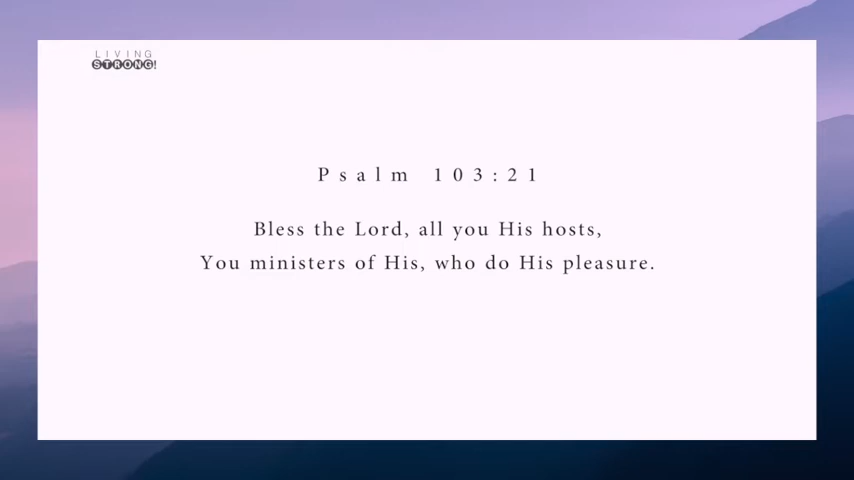 LIVING
STRONG!
Psalm 103:21
Bless the Lord, all you His hosts,
You ministers of His, who do His pleasure.